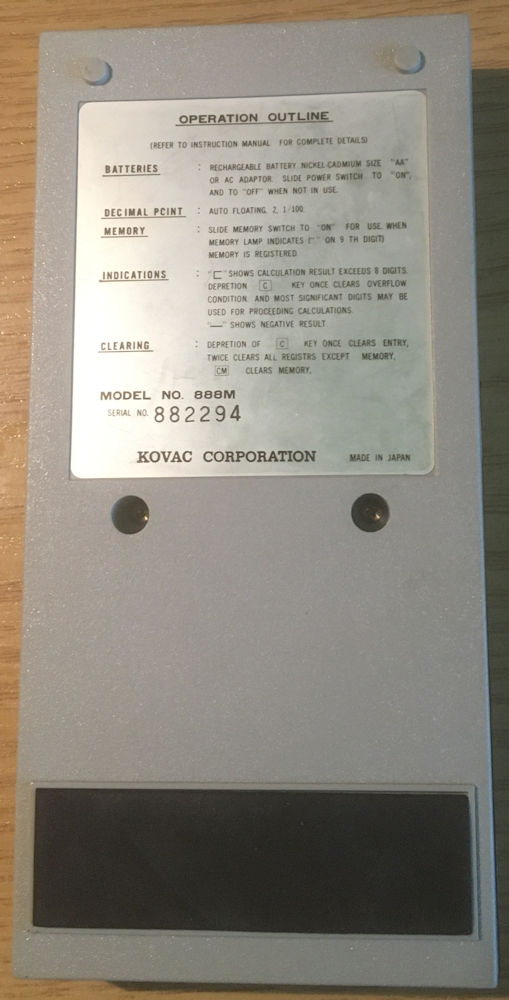 OPERATION OUTLINE
(REFER TO INSTRUCTION MANUAL FOR COMPLETE DETAILS)
BATTERIES : RECHARGEABLE BATTERY NICKEL-CADMIUM SIZE "AA"
OR AC ADAPTOR. SLIDE POWER SWITCH TO "ON",
AND TO "OFF" WHEN NOT IN USE.
DECIMAL POINT : AUTO FLOATING, 2, 1/100.
MEMORY : SLIDE MEMORY SWITCH TO "ON" FOR USE. WHEN
MEMORY LAMP INDICATES (" " ON 9 TH DIGIT)
MEMORY IS REGISTERED.
INDICATIONS : "⊏" SHOWS CALCULATION RESULT EXCEEDS 8 DIGITS.
DEPRETION C KEY ONCE CLEARS OVERFLOW
CONDITION. AND MOST SIGNIFICANT DIGITS MAY BE
USED FOR PROCEEDING CALCULATIONS.
"—" SHOWS NEGATIVE RESULT
CLEARING : DEPRETION OF C KEY ONCE CLEARS ENTRY,
TWICE CLEARS ALL REGISTRS EXCEPT MEMORY,
CM CLEARS MEMORY.
MODEL NO. 888M
SERIAL NO. 882294
KOVAC CORPORATION MADE IN JAPAN